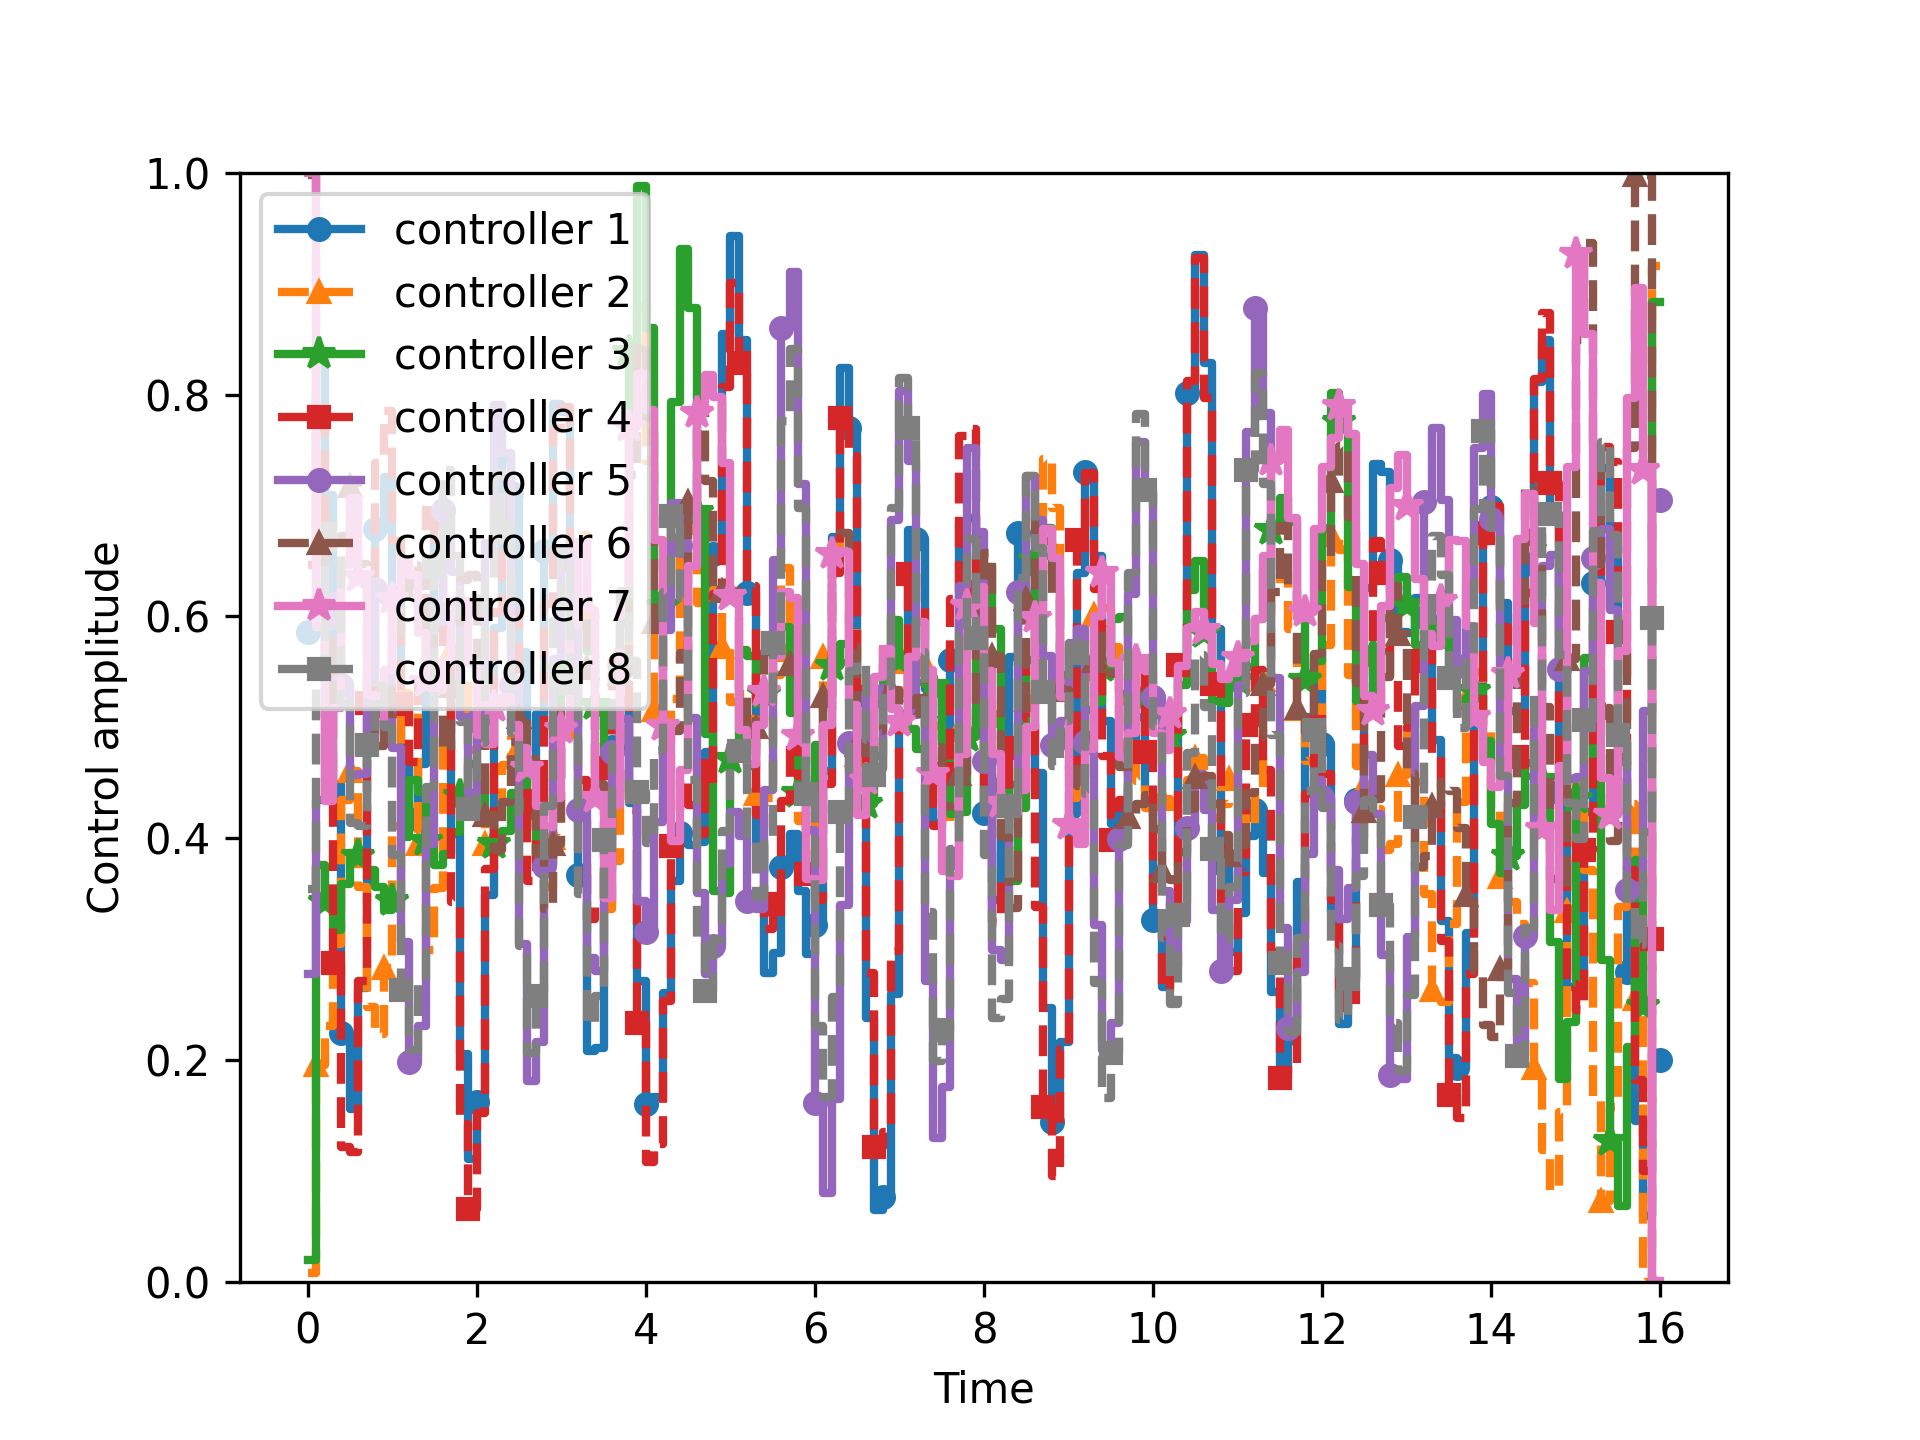 1.0
0.8
0.6
0.4
0.2
0.0
Control amplitude
controller 1
controller 2
controller 3
controller 4
controller 5
controller 6
controller 7
controller 8
0 2 4 6 8 10 12 14 16
Time